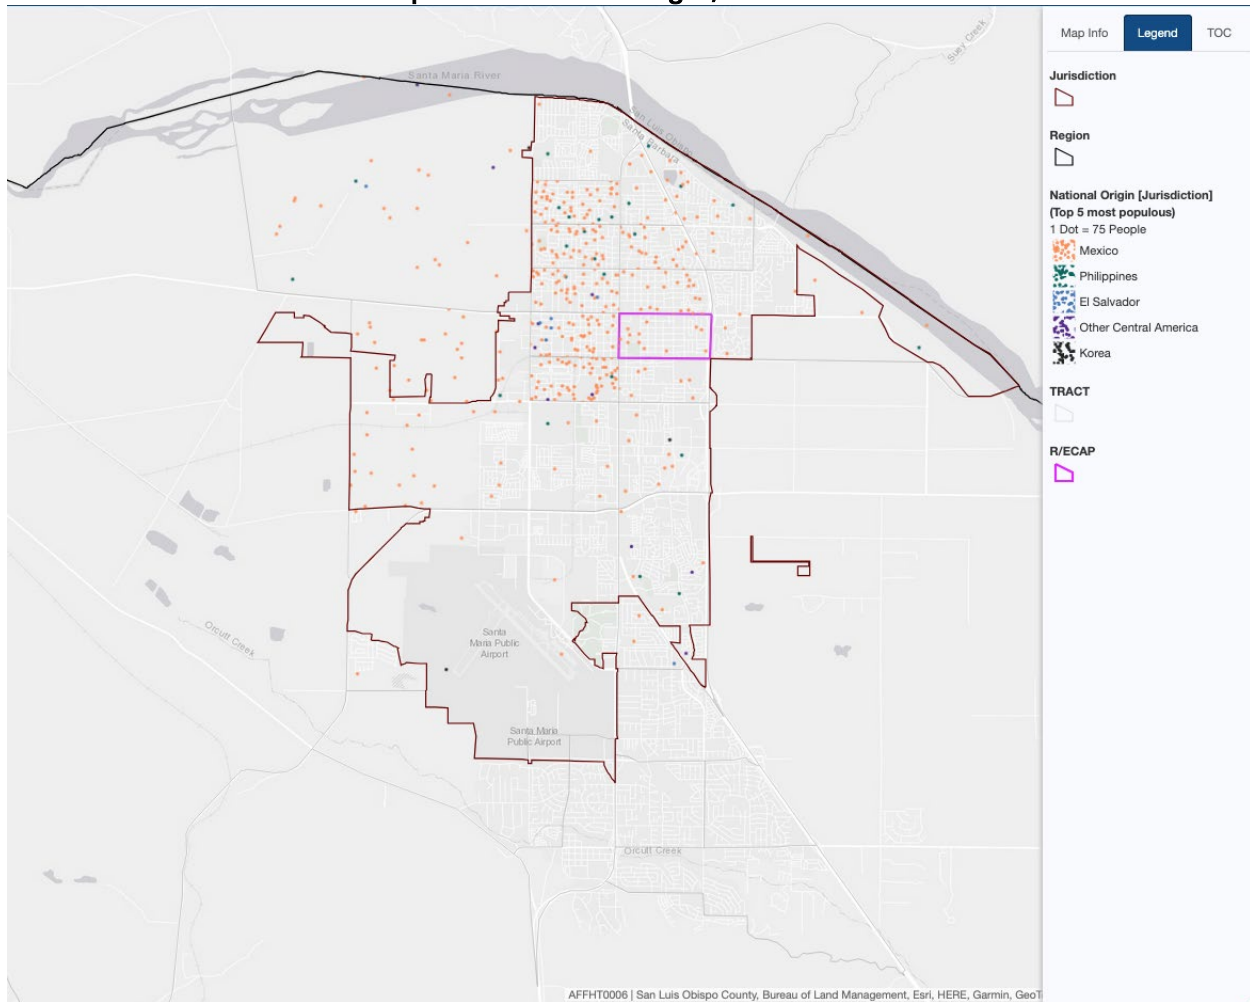 Map Info
Legend
TOC
Jurisdiction
Region
National Origin [Jurisdiction]
(Top 5 most populous)
1 Dot = 75 People
Mexico
Philippines
El Salvador
Other Central America
Korea
TRACT
R/ECAP
Santa Maria River
Suey Creek
San Luis Obispo
Santa Barbara
Orcutt Creek
Santa
Maria Public
Airport
Santa Maria
Public Airport
Orcutt Creek
AFFHT0006 | San Luis Obispo County, Bureau of Land Management, Esri, HERE, Garmin, GeoT